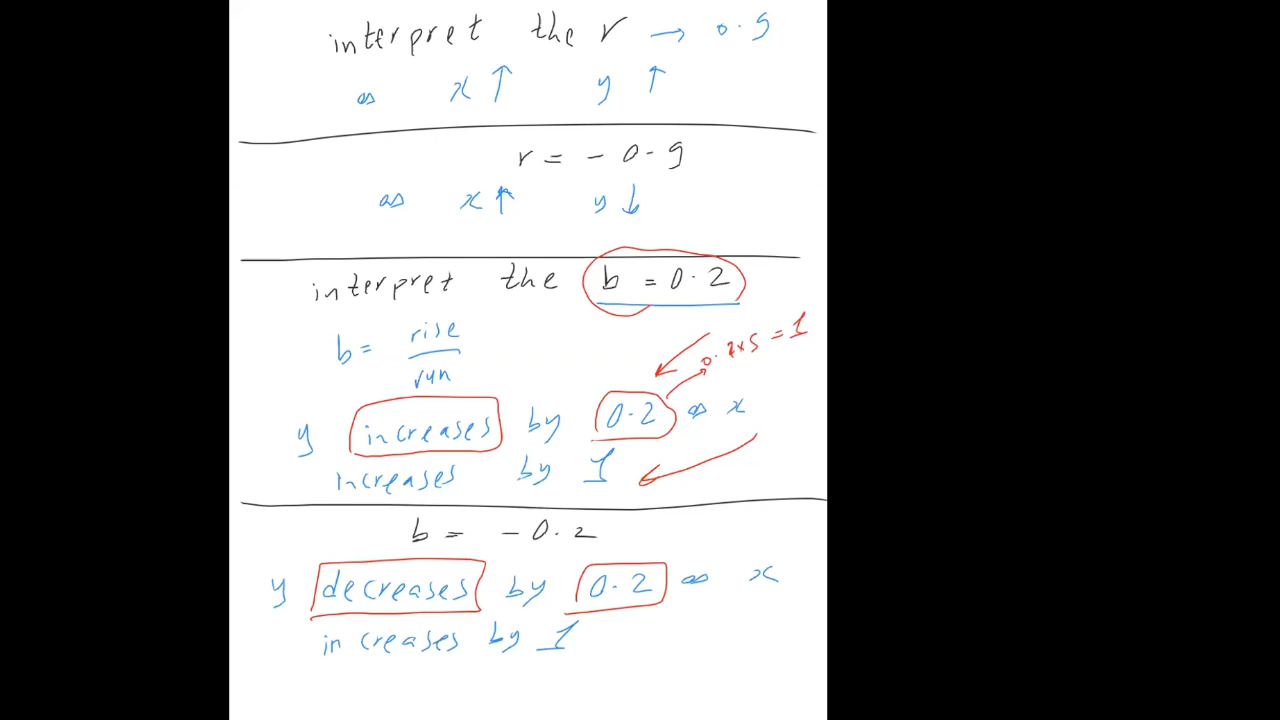 interpret the r → 0.9
as x ↑ y ↑
r = - 0.9
as x ↑ y ↓
interpret the b = 0.2
b = rise
run
0.2 x 5 = 1
y increases by 0.2 as x
increases by 1
b = - 0.2
y decreases by 0.2 as x
increases by 1